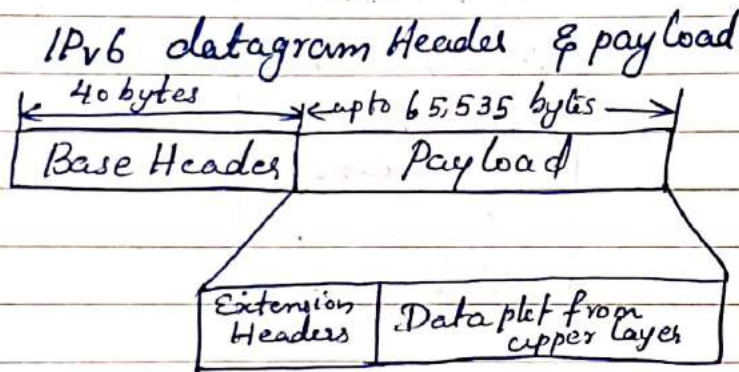 IPv6 datagram Header & payload
40 bytes upto 65,535 bytes
Base Header Payload
Extension Data pkt from
Headers upper layer